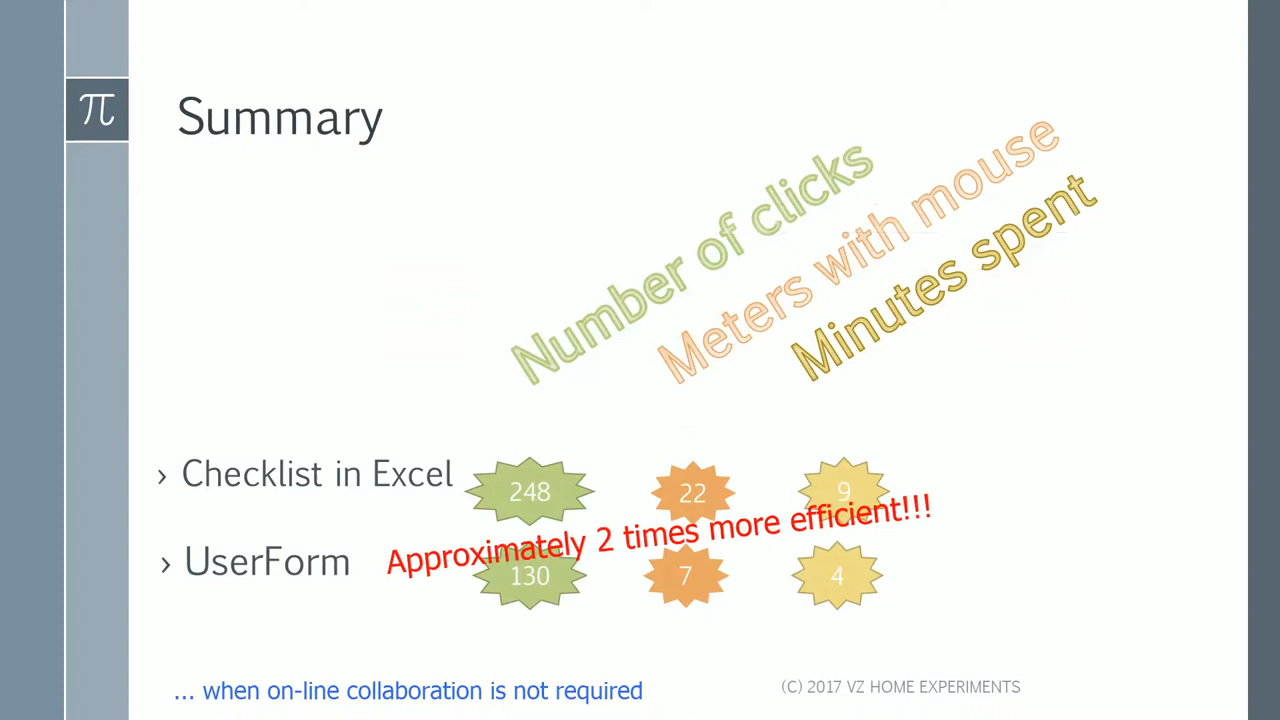 π
Summary
Number of clicks
Meters with mouse
Minutes spent
› Checklist in Excel 248 22 9
Approximately 2 times more efficient!!!
› UserForm 130 7 4
... when on-line collaboration is not required
(C) 2017 VZ HOME EXPERIMENTS